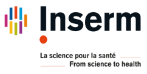 Inserm
La science pour la santé
From science to health